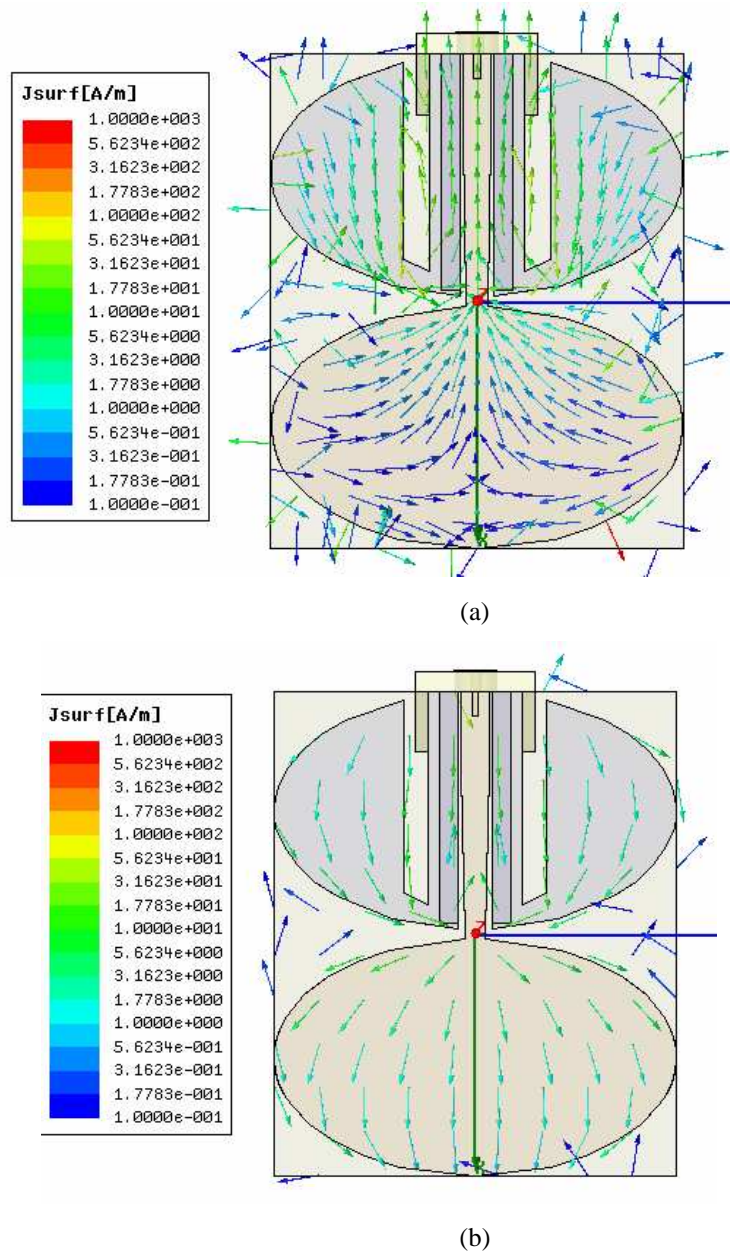 Jsurf[A/m]
1.0000e+003
5.6234e+002
3.1623e+002
1.7783e+002
1.0000e+002
5.6234e+001
3.1623e+001
1.7783e+001
1.0000e+001
5.6234e+000
3.1623e+000
1.7783e+000
1.0000e+000
5.6234e-001
3.1623e-001
1.7783e-001
1.0000e-001
(a)
Jsurf[A/m]
1.0000e+003
5.6234e+002
3.1623e+002
1.7783e+002
1.0000e+002
5.6234e+001
3.1623e+001
1.7783e+001
1.0000e+001
5.6234e+000
3.1623e+000
1.7783e+000
1.0000e+000
5.6234e-001
3.1623e-001
1.7783e-001
1.0000e-001
(b)